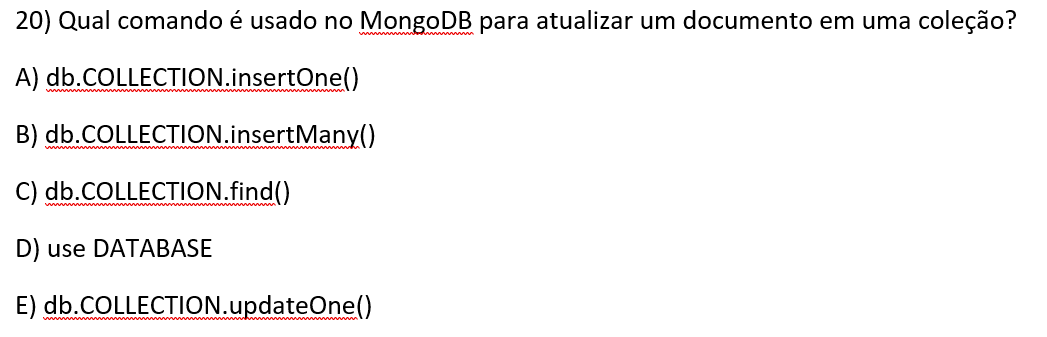 20) Qual comando é usado no MongoDB para atualizar um documento em uma coleção?
A) db.COLLECTION.insertOne()
B) db.COLLECTION.insertMany()
C) db.COLLECTION.find()
D) use DATABASE
E) db.COLLECTION.updateOne()